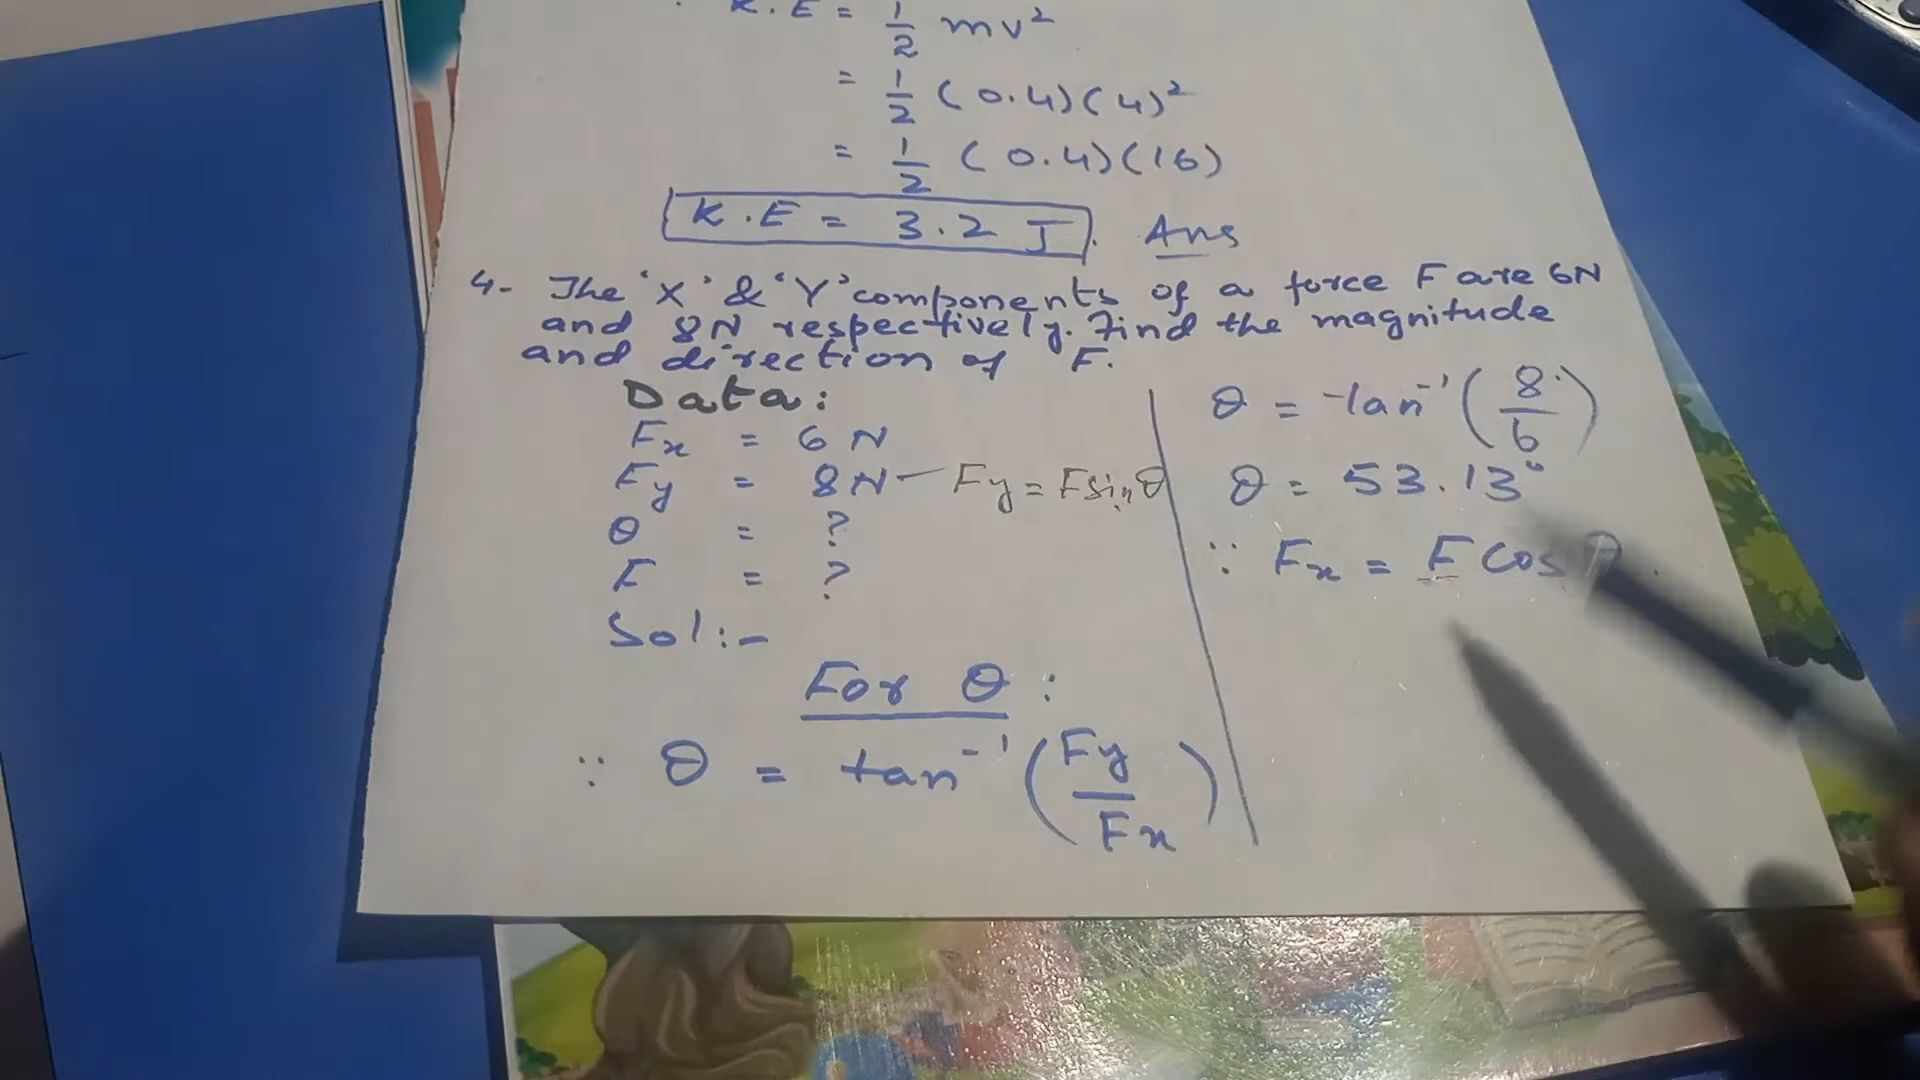 K.E = 1/2 mv²
= 1/2 (0.4)(4)²
= 1/2 (0.4)(16)
K.E = 3.2 J. Ans
4- The 'X' & 'Y' components of a force F are 6N
and 8N respectively. Find the magnitude
and direction of F.
Data:
Fx = 6 N
Fy = 8N — Fy = F sin θ
θ = ?
F = ?
Sol:-
For θ :
∵ θ = tan⁻¹ (Fy/Fx)
θ = tan⁻¹ (8/6)
θ = 53.13°
∵ Fx = F Cos θ